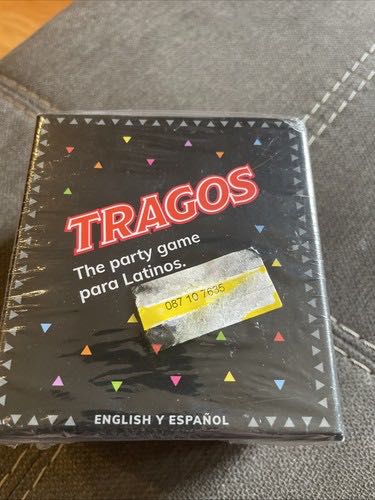 TRAGOS
The party game
para Latinos.
087 10 7635
ENGLISH Y ESPAÑOL